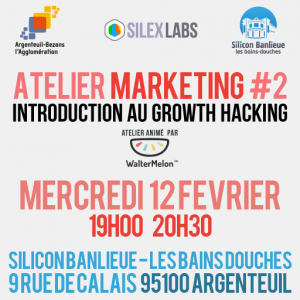 Argenteuil-Bezons
l'Agglomération
SILEX LABS
Silicon Banlieue
les bains-douches
ATELIER MARKETING #2
INTRODUCTION AU GROWTH HACKING
ATELIER ANIMÉ PAR
WalterMelon™
MERCREDI 12 FEVRIER
19H00 20H30
SILICON BANLIEUE - LES BAINS DOUCHES
9 RUE DE CALAIS 95100 ARGENTEUIL